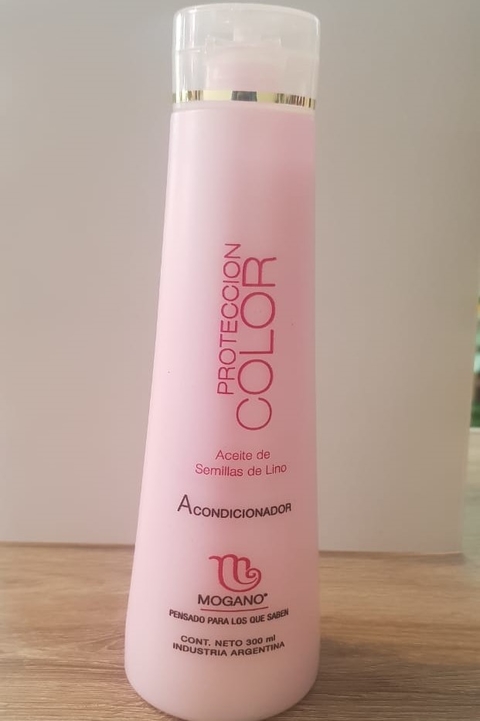 PROTECCION
COLOR
Aceite de
Semillas de Lino
ACONDICIONADOR
MOGANO®
PENSADO PARA LOS QUE SABEN
CONT. NETO 300 ml
INDUSTRIA ARGENTINA